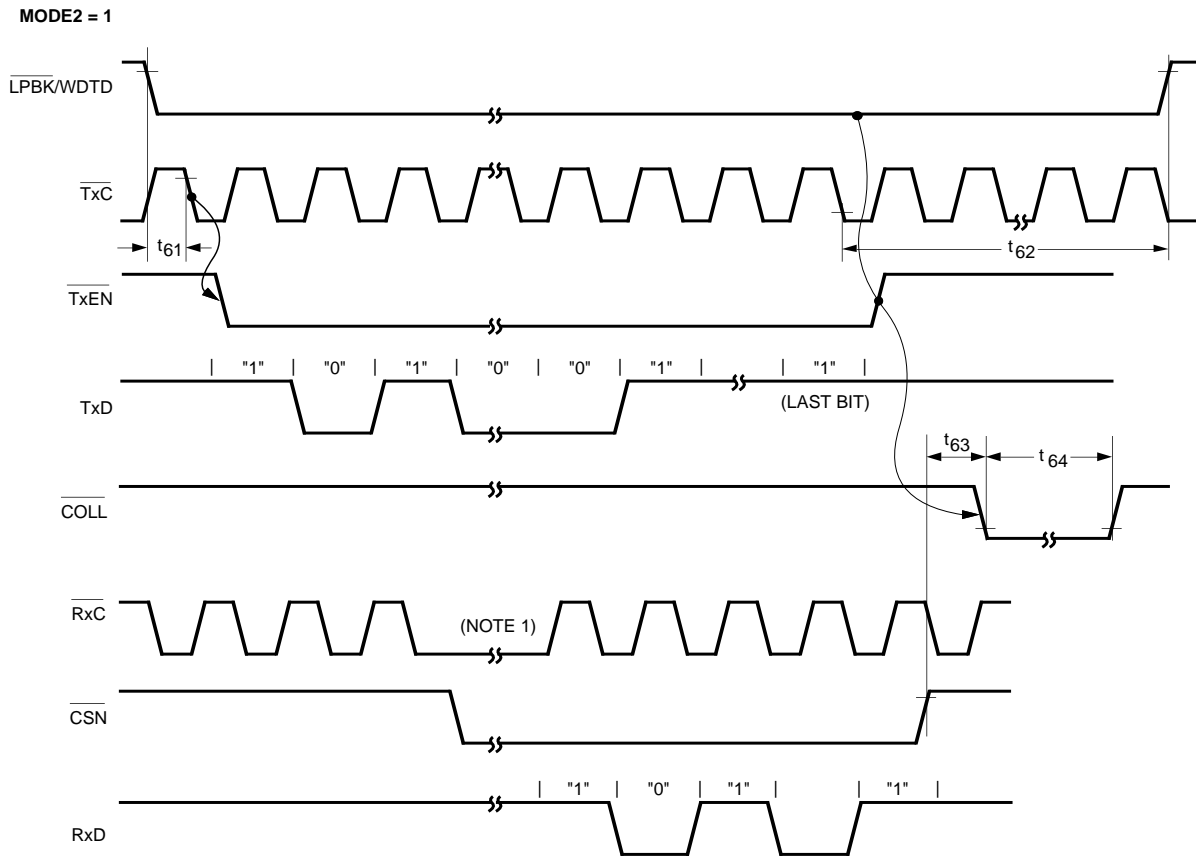 MODE2 = 1
LPBK/WDTD
TxC
t61
t62
TxEN
| "1" | "0" | "1" | "0" | "0" | "1" | | "1" |
TxD
(LAST BIT)
t63
t64
COLL
RxC
(NOTE 1)
CSN
| "1" | "0" | "1" | | "1" |
RxD